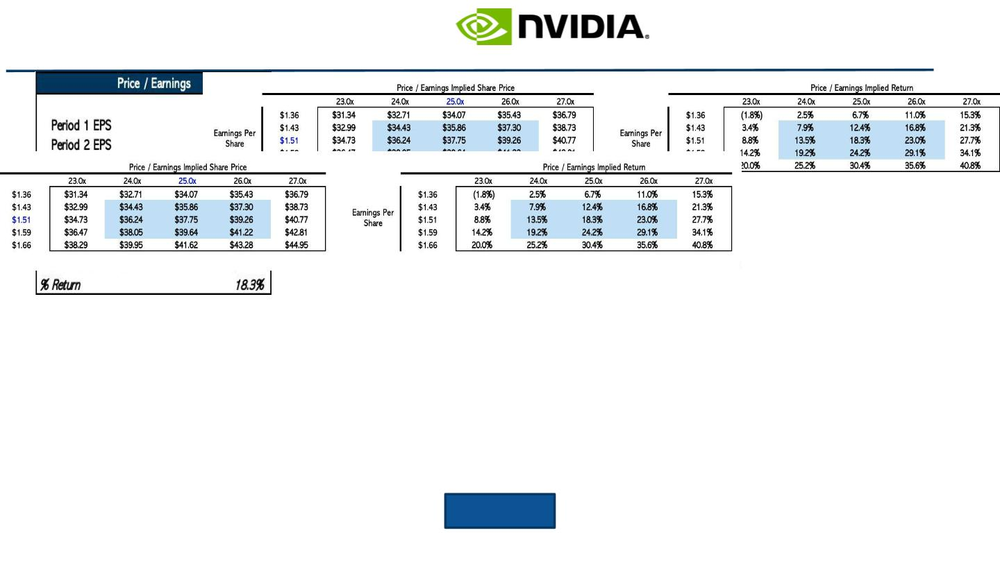 NVIDIA.
Price / Earnings
Price / Earnings Implied Share Price
Price / Earnings Implied Return
23.0x 24.0x 25.0x 26.0x 27.0x
23.0x 24.0x 25.0x 26.0x 27.0x
$1.36 $31.34 $32.71 $34.07 $35.43 $36.79
$1.36 (1.8%) 2.5% 6.7% 11.0% 15.3%
Period 1 EPS
Earnings Per
Share
$1.43 $32.99 $34.43 $35.86 $37.30 $38.73
Earnings Per
Share
$1.43 3.4% 7.9% 12.4% 16.8% 21.3%
Period 2 EPS
$1.51 $34.73 $36.24 $37.75 $39.26 $40.77
$1.51 8.8% 13.5% 18.3% 23.0% 27.7%
14.2% 19.2% 24.2% 29.1% 34.1%
20.0% 25.2% 30.4% 35.6% 40.8%
Price / Earnings Implied Share Price
Price / Earnings Implied Return
23.0x 24.0x 25.0x 26.0x 27.0x
23.0x 24.0x 25.0x 26.0x 27.0x
$1.36 $31.34 $32.71 $34.07 $35.43 $36.79
$1.36 (1.8%) 2.5% 6.7% 11.0% 15.3%
$1.43 $32.99 $34.43 $35.86 $37.30 $38.73
Earnings Per
Share
$1.43 3.4% 7.9% 12.4% 16.8% 21.3%
$1.51 $34.73 $36.24 $37.75 $39.26 $40.77
$1.51 8.8% 13.5% 18.3% 23.0% 27.7%
$1.59 $36.47 $38.05 $39.64 $41.22 $42.81
$1.59 14.2% 19.2% 24.2% 29.1% 34.1%
$1.66 $38.29 $39.95 $41.62 $43.28 $44.95
$1.66 20.0% 25.2% 30.4% 35.6% 40.8%
% Return 18.3%